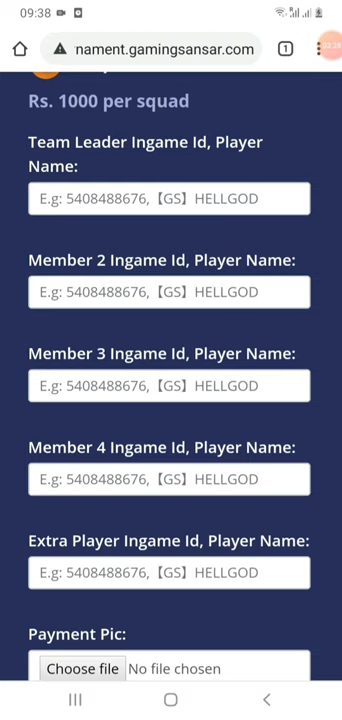 09:38
nament.gamingsansar.com
1
03:28
Rs. 1000 per squad
Team Leader Ingame Id, Player
Name:
E.g: 5408488676,【GS】HELLGOD
Member 2 Ingame Id, Player Name:
E.g: 5408488676,【GS】HELLGOD
Member 3 Ingame Id, Player Name:
E.g: 5408488676,【GS】HELLGOD
Member 4 Ingame Id, Player Name:
E.g: 5408488676,【GS】HELLGOD
Extra Player Ingame Id, Player Name:
E.g: 5408488676,【GS】HELLGOD
Payment Pic:
Choose file No file chosen